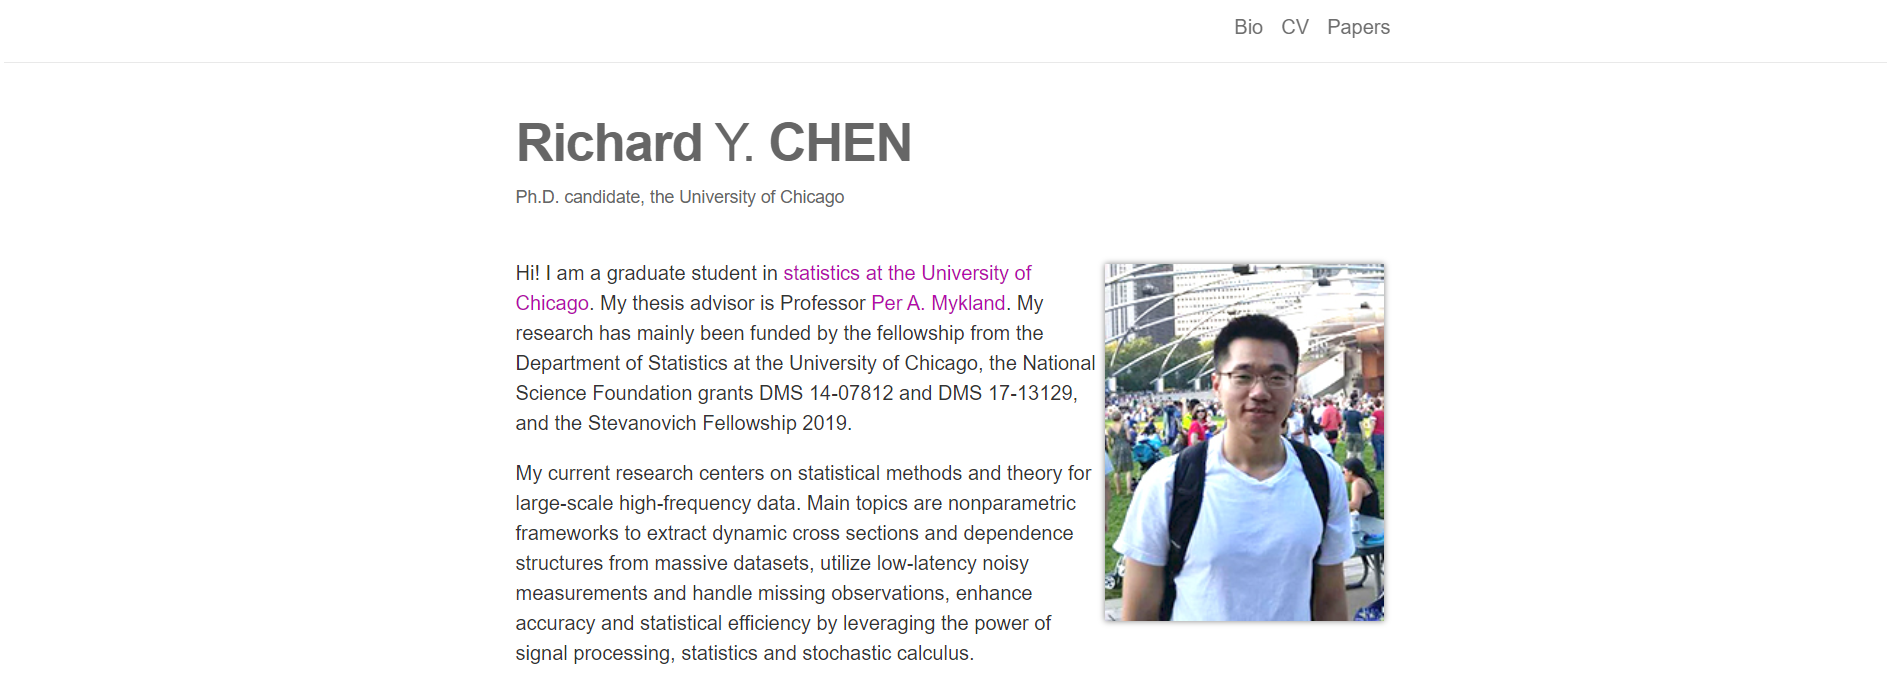 Bio CV Papers
Richard Y. CHEN
Ph.D. candidate, the University of Chicago
Hi! I am a graduate student in statistics at the University of
Chicago. My thesis advisor is Professor Per A. Mykland. My
research has mainly been funded by the fellowship from the
Department of Statistics at the University of Chicago, the National
Science Foundation grants DMS 14-07812 and DMS 17-13129,
and the Stevanovich Fellowship 2019.
My current research centers on statistical methods and theory for
large-scale high-frequency data. Main topics are nonparametric
frameworks to extract dynamic cross sections and dependence
structures from massive datasets, utilize low-latency noisy
measurements and handle missing observations, enhance
accuracy and statistical efficiency by leveraging the power of
signal processing, statistics and stochastic calculus.